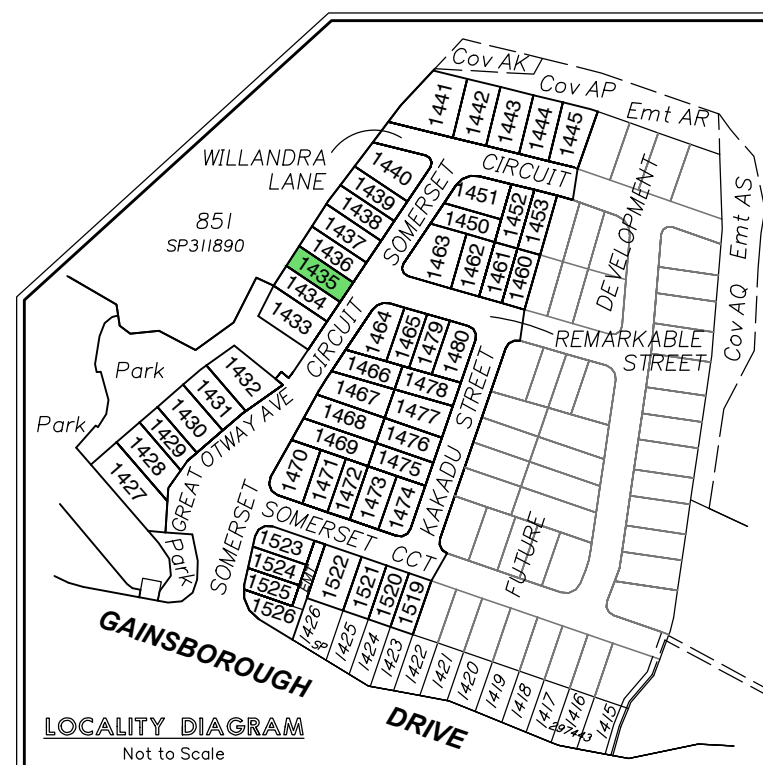 Cov AK
Cov AP
Emt AR
1441
1442
1443
1444
1445
WILLANDRA
LANE
CIRCUIT
1440
1439
1438
1437
1436
1435
1434
1433
SOMERSET
1451
1450
1452
1453
1463
1462
1461
1460
DEVELOPMENT
Emt AS
Cov AQ
851
SP311890
CIRCUIT
REMARKABLE
STREET
1464
1465
1479
1480
1466
1478
1467
1477
1468
1476
1469
1475
1470
1471
1472
1473
1474
KAKADU STREET
Park
Park
1432
1431
1430
1429
1428
1427
GREAT OTWAY AVE
Park
SOMERSET
SOMERSET CCT
FUTURE
1523
1524
1525
1526
EMT
1522
1521
1520
1519
1426
SP
1425
1424
1423
1422
1421
1420
1419
1418
1417
1416
1415
297443
GAINSBOROUGH
DRIVE
LOCALITY DIAGRAM
Not to Scale